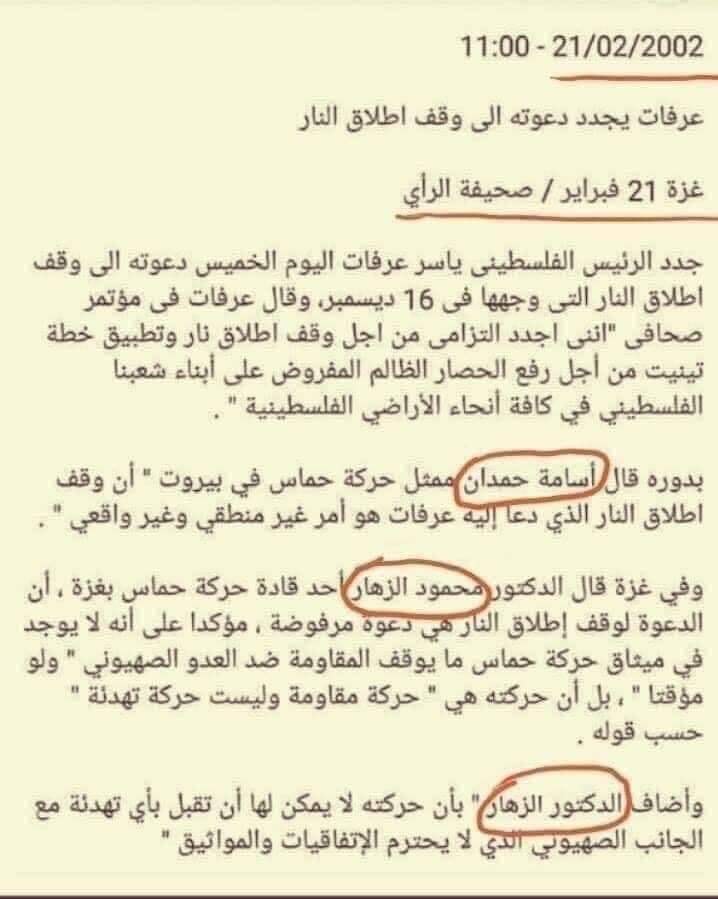 21/02/2002 - 11:00
عرفات يجدد دعوته الى وقف اطلاق النار
غزة 21 فبراير / صحيفة الرأي
جدد الرئيس الفلسطينى ياسر عرفات اليوم الخميس دعوته الى وقف
اطلاق النار التى وجهها فى 16 ديسمبر، وقال عرفات فى مؤتمر
صحافى "اننى اجدد التزامى من اجل وقف اطلاق نار وتطبيق خطة
تينيت من أجل رفع الحصار الظالم المفروض على أبناء شعبنا
الفلسطيني في كافة أنحاء الأراضي الفلسطينية " .
بدوره قال أسامة حمدان ممثل حركة حماس في بيروت " أن وقف
اطلاق النار الذي دعا إليه عرفات هو أمر غير منطقي وغير واقعي " .
وفي غزة قال الدكتور محمود الزهار أحد قادة حركة حماس بغزة ، أن
الدعوة لوقف إطلاق النار هي دعوة مرفوضة ، مؤكدا على أنه لا يوجد
في ميثاق حركة حماس ما يوقف المقاومة ضد العدو الصهيوني " ولو
مؤقتا " ، بل أن حركته هي " حركة مقاومة وليست حركة تهدئة "
حسب قوله .
وأضاف الدكتور الزهار " بأن حركته لا يمكن لها أن تقبل بأي تهدئة مع
الجانب الصهيوني الذي لا يحترم الإتفاقيات والمواثيق "